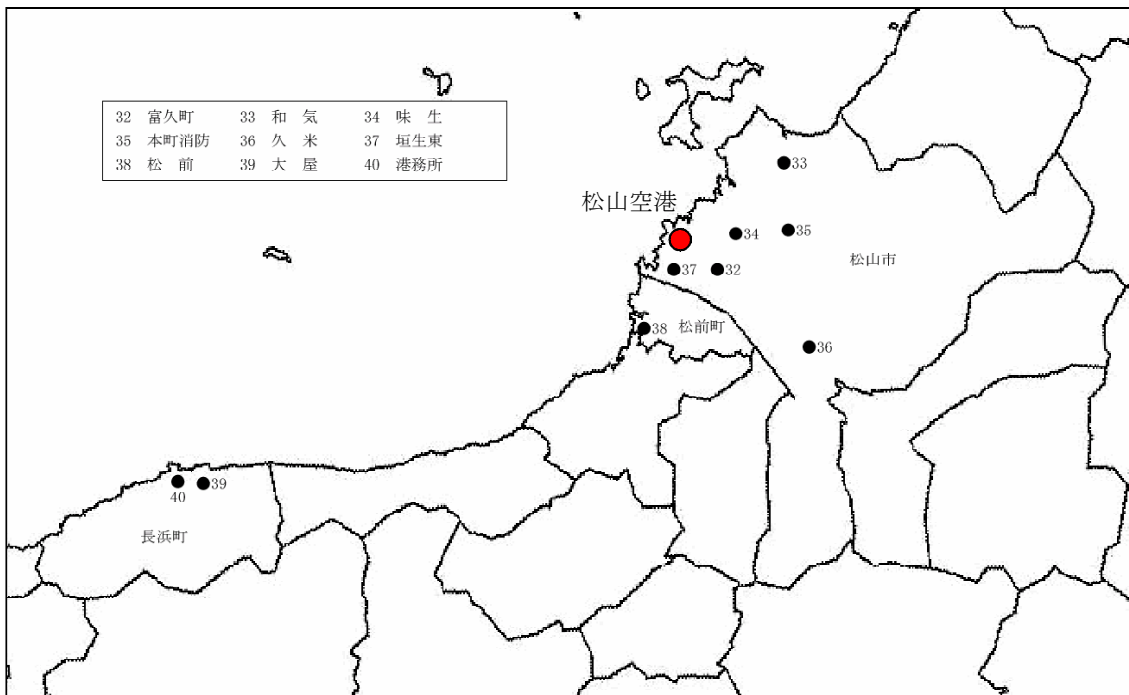 32 富久町 33 和 気 34 味 生
35 本町消防 36 久 米 37 垣生東
38 松 前 39 大 屋 40 港務所
33
松山空港
34 35
松山市
37 32
38 松前町
36
40 39
長浜町